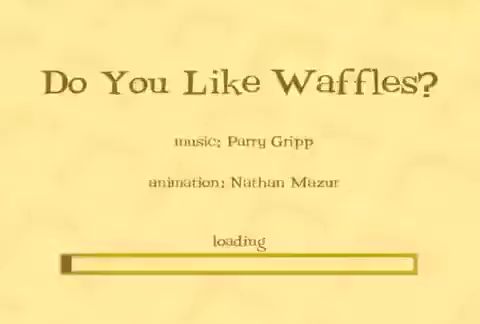 Do You Like Waffles?
music: Parry Gripp
animation: Nathan Mazur
loading